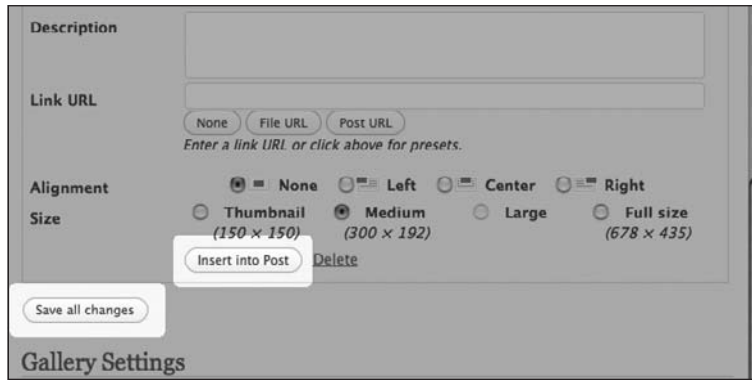 Description
Link URL
None File URL Post URL
Enter a link URL or click above for presets.
Alignment None Left Center Right
Size Thumbnail Medium Large Full size
(150 × 150) (300 × 192) (678 × 435)
Insert into Post Delete
Save all changes
Gallery Settings